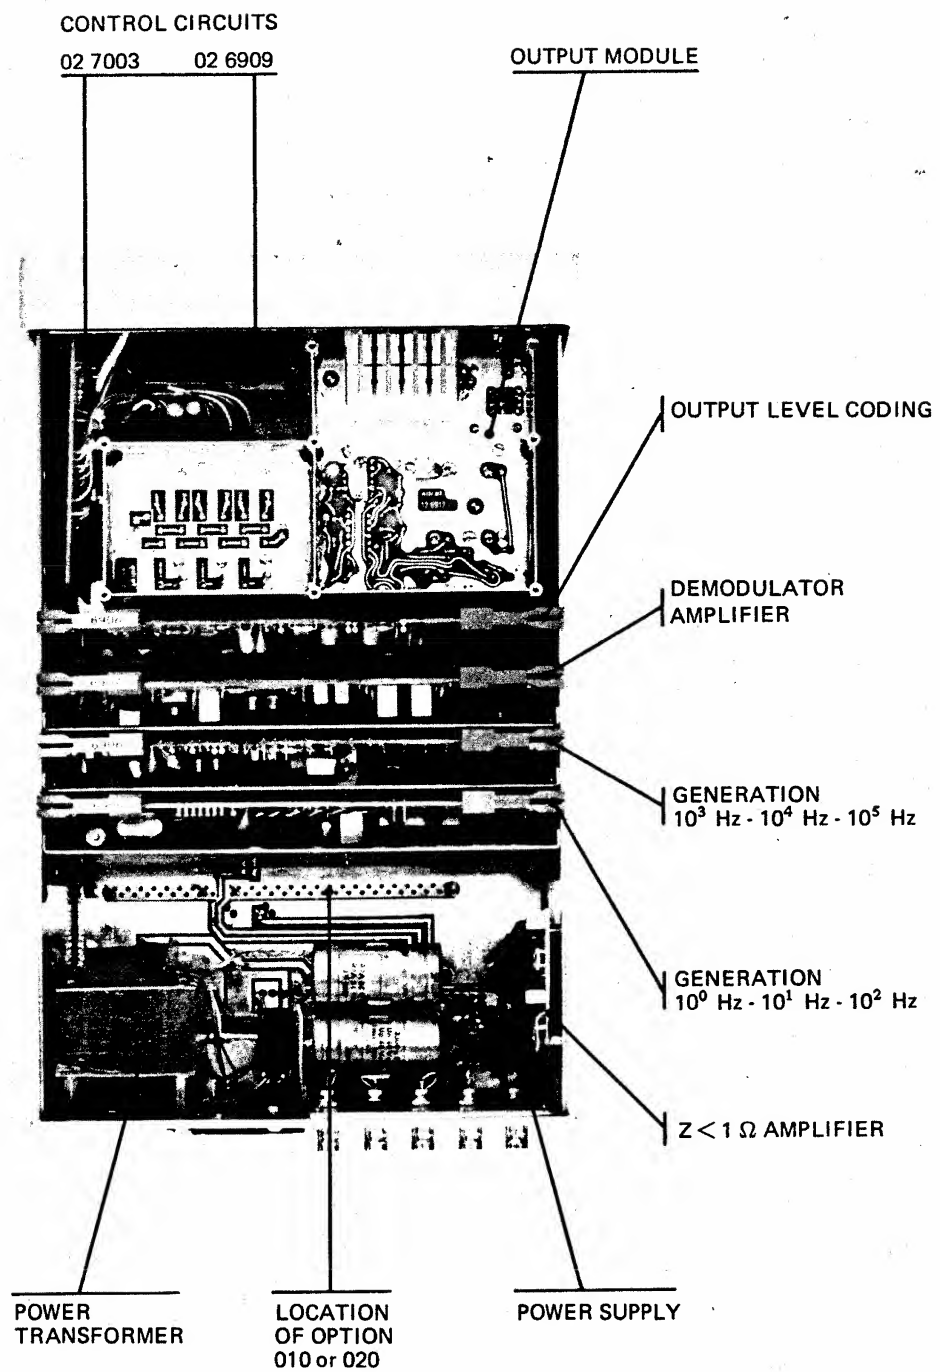 CONTROL CIRCUITS
02 7003 02 6909
OUTPUT MODULE
OUTPUT LEVEL CODING
DEMODULATOR
AMPLIFIER
GENERATION
10³ Hz - 10⁴ Hz - 10⁵ Hz
GENERATION
10⁰ Hz - 10¹ Hz - 10² Hz
Z < 1 Ω AMPLIFIER
POWER
TRANSFORMER
LOCATION
OF OPTION
010 or 020
POWER SUPPLY